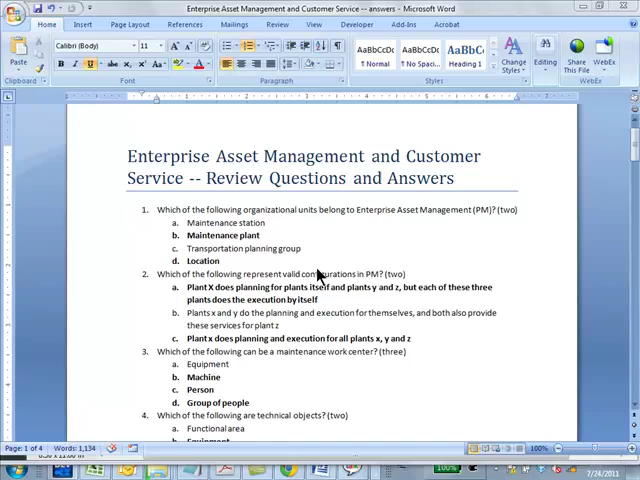 Enterprise Asset Management and Customer Service -- answers - Microsoft Word
Home Insert Page Layout References Mailings Review View Developer Add-Ins Acrobat
Calibri (Body) 11
AaBbCcDc AaBbCcDc AaBbC
Paste
B I U
¶ Normal ¶ No Spaci... Heading 1
Change Styles Editing Share This File WebEx
Clipboard Font Paragraph Styles WebEx
Enterprise Asset Management and Customer
Service -- Review Questions and Answers
1. Which of the following organizational units belong to Enterprise Asset Management (PM)? (two)
a. Maintenance station
b. Maintenance plant
c. Transportation planning group
d. Location
2. Which of the following represent valid configurations in PM? (two)
a. Plant X does planning for plants itself and plants y and z, but each of these three
plants does the execution by itself
b. Plants x and y do the planning and execution for themselves, and both also provide
these services for plant z
c. Plant x does planning and execution for all plants x, y and z
3. Which of the following can be a maintenance work center? (three)
a. Equipment
b. Machine
c. Person
d. Group of people
4. Which of the following are technical objects? (two)
a. Functional area
b. Equipment
Page: 1 of 4 Words: 1,134 100%
8.50 x 11.00 in
100% 7/24/2011